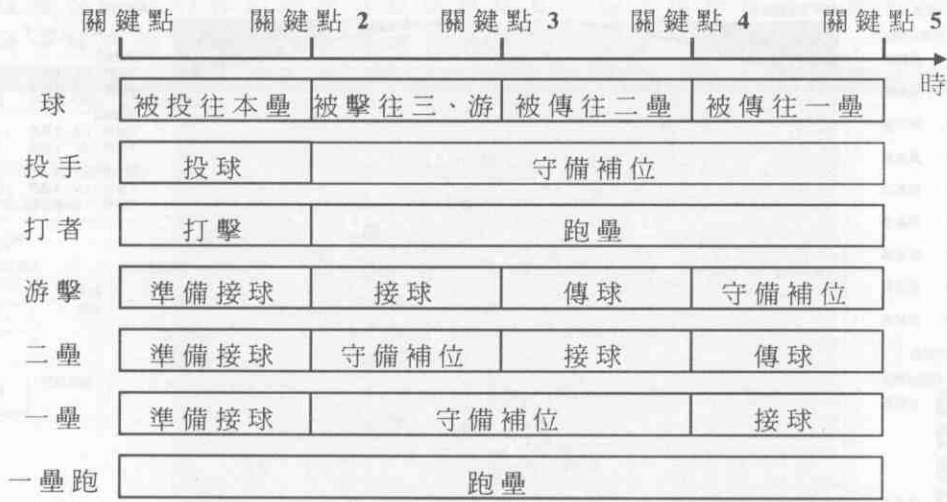 關鍵點 關鍵點 2 關鍵點 3 關鍵點 4 關鍵點 5
時
球 被投往本壘 被擊往三、游 被傳往二壘 被傳往一壘
投手 投球 守備補位
打者 打擊 跑壘
游擊 準備接球 接球 傳球 守備補位
二壘 準備接球 守備補位 接球 傳球
一壘 準備接球 守備補位 接球
一壘跑 跑壘